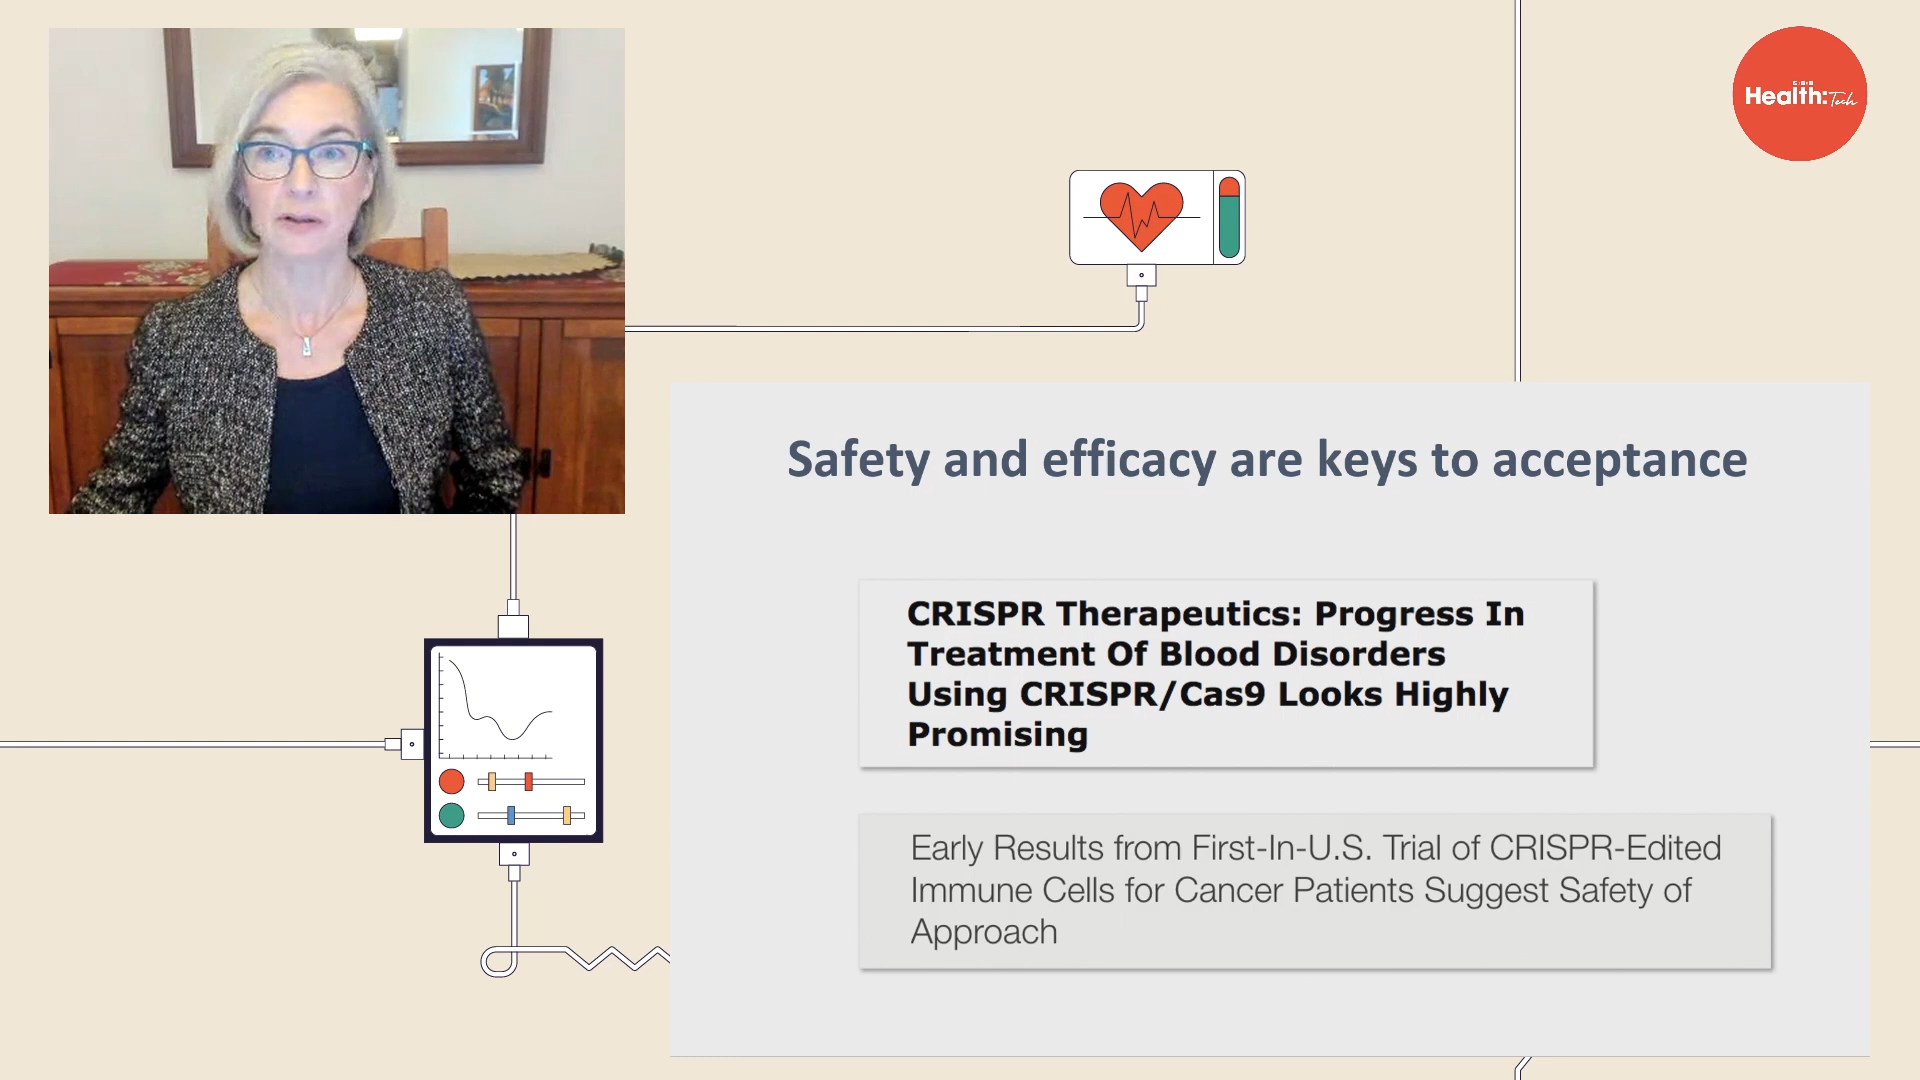 Health:Tech
Safety and efficacy are keys to acceptance
CRISPR Therapeutics: Progress In
Treatment Of Blood Disorders
Using CRISPR/Cas9 Looks Highly
Promising
Early Results from First-In-U.S. Trial of CRISPR-Edited
Immune Cells for Cancer Patients Suggest Safety of
Approach